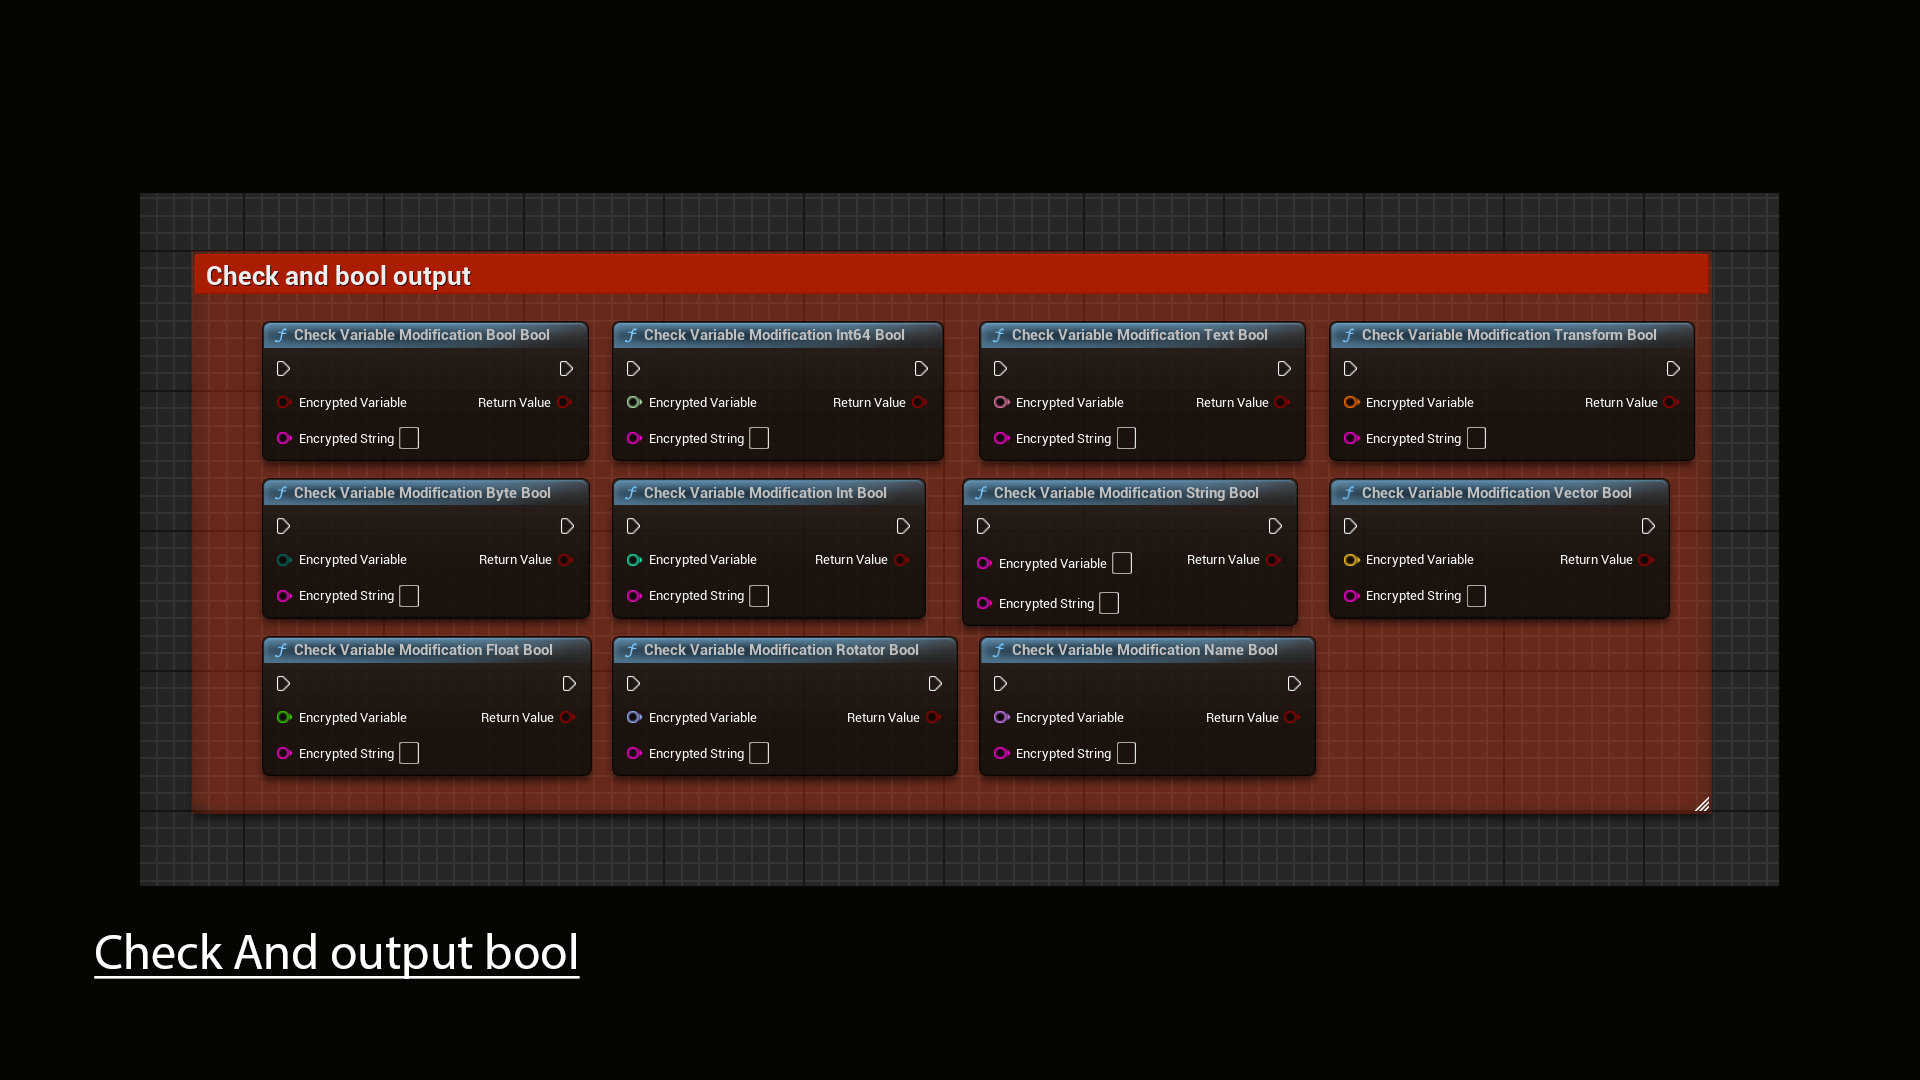 Check and bool output
Check Variable Modification Bool Bool
Encrypted Variable
Return Value
Encrypted String
Check Variable Modification Int64 Bool
Encrypted Variable
Return Value
Encrypted String
Check Variable Modification Text Bool
Encrypted Variable
Return Value
Encrypted String
Check Variable Modification Transform Bool
Encrypted Variable
Return Value
Encrypted String
Check Variable Modification Byte Bool
Encrypted Variable
Return Value
Encrypted String
Check Variable Modification Int Bool
Encrypted Variable
Return Value
Encrypted String
Check Variable Modification String Bool
Encrypted Variable
Return Value
Encrypted String
Check Variable Modification Vector Bool
Encrypted Variable
Return Value
Encrypted String
Check Variable Modification Float Bool
Encrypted Variable
Return Value
Encrypted String
Check Variable Modification Rotator Bool
Encrypted Variable
Return Value
Encrypted String
Check Variable Modification Name Bool
Encrypted Variable
Return Value
Encrypted String
Check And output bool